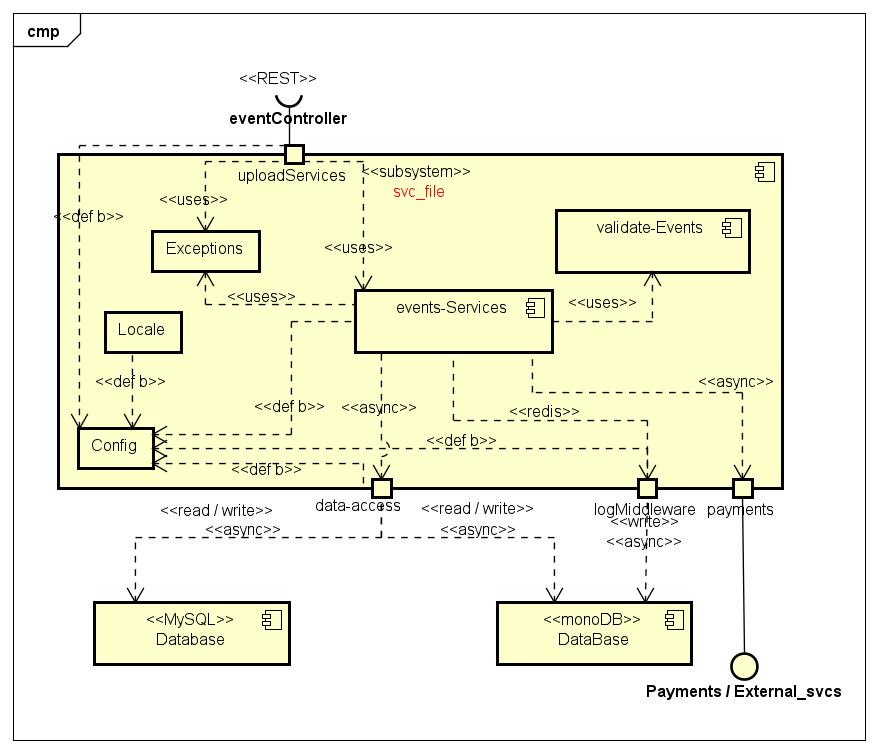 cmp
<<REST>>
eventController
uploadServices
<<subsystem>>
svc_file
<<uses>>
<<def b>>
validate-Events
Exceptions
<<uses>>
<<uses>>
<<uses>>
events-Services
Locale
<<def b>>
<<async>>
<<def b>>
<<async>>
<<redis>>
Config
<<def b>>
<<def b>>
data-access
logMiddleware
payments
<<read / write>>
<<async>>
<<read / write>>
<<async>>
<<write>>
<<async>>
<<MySQL>>
Database
<<monoDB>>
DataBase
Payments / External_svcs